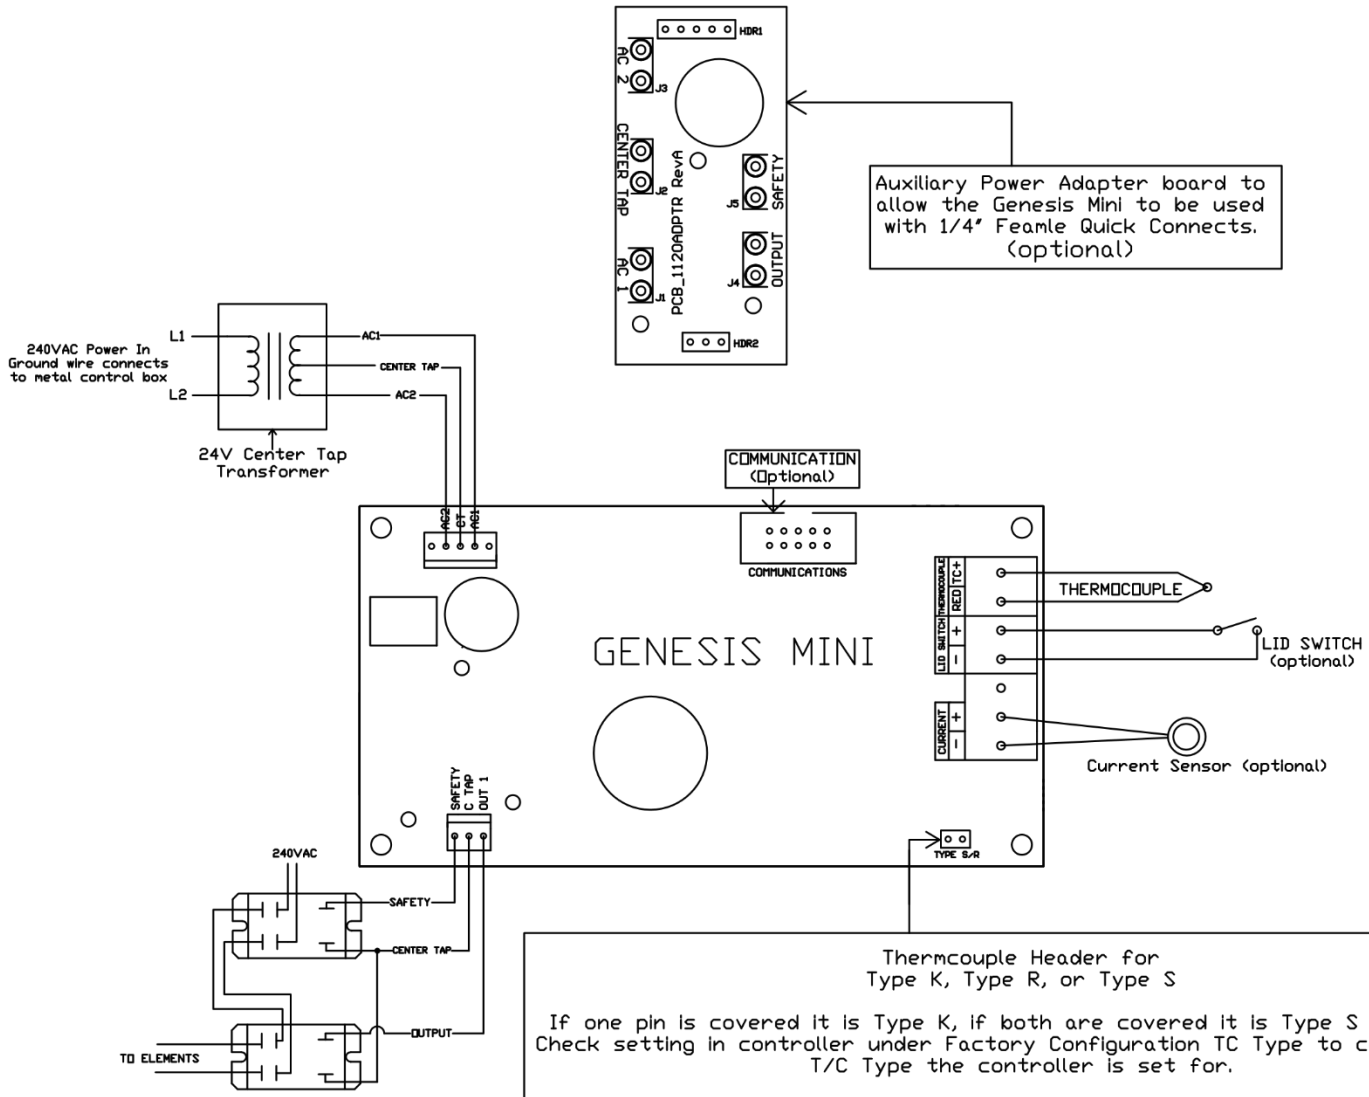 HDR1
AC 2
J3
CENTER TAP
J2
AC 1
J1
PCB_1120ADPTR RevA
SAFETY
J5
OUTPUT
J4
HDR2
Auxiliary Power Adapter board to
allow the Genesis Mini to be used
with 1/4" Feamle Quick Connects.
(optional)
L1
240VAC Power In
Ground wire connects
to metal control box
L2
AC1
CENTER TAP
AC2
24V Center Tap
Transformer
COMMUNICATION
(Optional)
AC2
CT
AC1
COMMUNICATIONS
GENESIS MINI
THERMOCOUPLE
TC+
RED
LID SWITCH
+
-
CURRENT
+
-
THERMOCOUPLE
LID SWITCH
(optional)
Current Sensor (optional)
SAFETY
C TAP
OUT 1
TYPE S/R
240VAC
SAFETY
CENTER TAP
OUTPUT
TO ELEMENTS
Thermcouple Header for
Type K, Type R, or Type S
If one pin is covered it is Type K, if both are covered it is Type S
Check setting in controller under Factory Configuration TC Type to c
T/C Type the controller is set for.